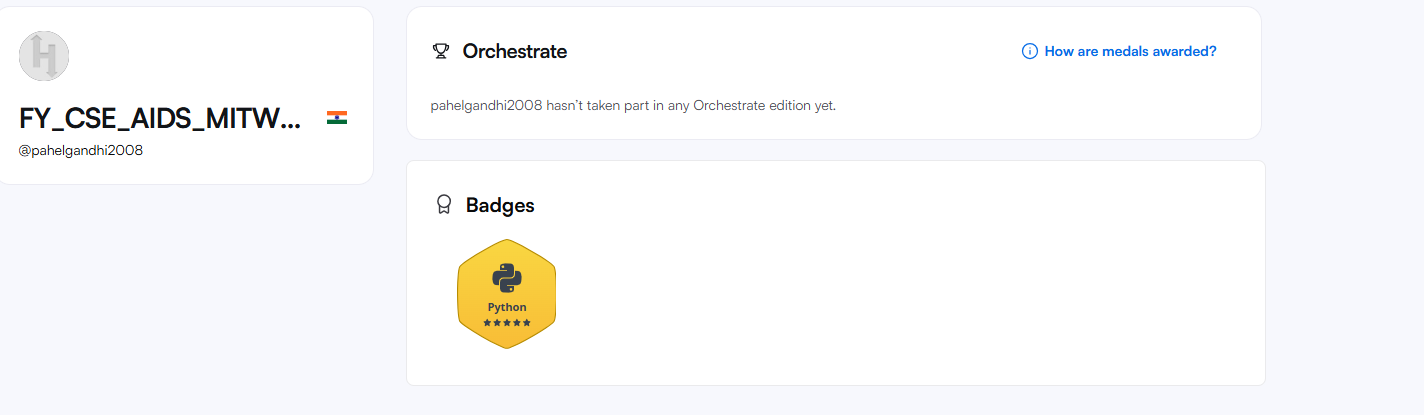 FY_CSE_AIDS_MITW...
@pahelgandhi2008
Orchestrate
How are medals awarded?
pahelgandhi2008 hasn't taken part in any Orchestrate edition yet.
Badges
Python